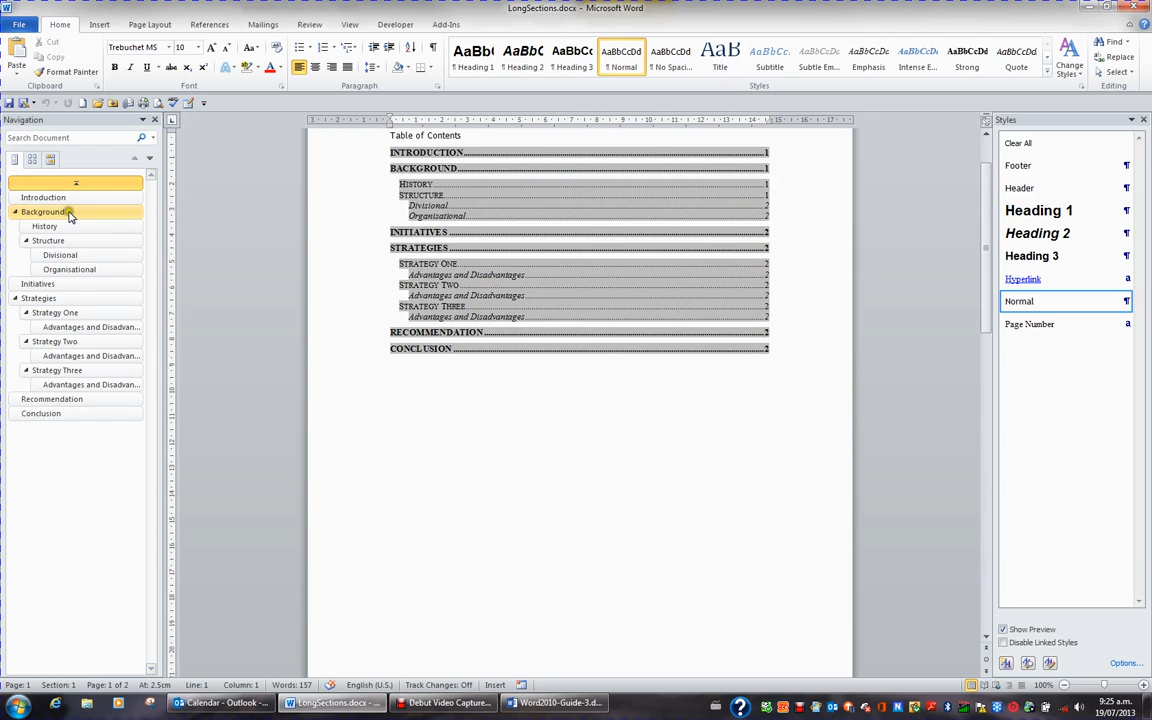 LongSections.docx - Microsoft Word
File Home Insert Page Layout References Mailings Review View Developer Add-Ins
Paste
Cut
Copy
Format Painter
Clipboard
Trebuchet MS 10
Font
Paragraph
AaBb( AaBbC AaBbC AaBbCcDd AaBbCcDd AaB AaBbCc. AaBbCcDd AaBbCcDd AaBbCcDd AaBbCcDd AaBbCcDd
¶ Heading 1 ¶ Heading 2 ¶ Heading 3 ¶ Normal ¶ No Spaci... Title Subtitle Subtle Em... Emphasis Intense E... Strong Quote
Change Styles
Styles
Find
Replace
Select
Editing
Navigation
Search Document
Introduction
Background
History
Structure
Divisional
Organisational
Initiatives
Strategies
Strategy One
Advantages and Disadvan...
Strategy Two
Advantages and Disadvan...
Strategy Three
Advantages and Disadvan...
Recommendation
Conclusion
Table of Contents
INTRODUCTION 1
BACKGROUND 1
HISTORY 1
STRUCTURE 1
Divisional 2
Organisational 2
INITIATIVES 2
STRATEGIES 2
STRATEGY ONE 2
Advantages and Disadvantages 2
STRATEGY TWO 2
Advantages and Disadvantages 2
STRATEGY THREE 2
Advantages and Disadvantages 2
RECOMMENDATION 2
CONCLUSION 2
Styles
Clear All
Footer ¶
Header ¶
Heading 1 ¶
Heading 2 ¶
Heading 3 ¶
Hyperlink a
Normal ¶
Page Number a
Show Preview
Disable Linked Styles
Options...
Page: 1 Section: 1 Page: 1 of 2 At: 2.5cm Line: 1 Column: 1 Words: 157 English (U.S.) Track Changes: Off Insert 100%
Calendar - Outlook - ... LongSections.docx - ... Debut Video Capture... Word2010-Guide-3.d...
9:25 a.m.
19/07/2013